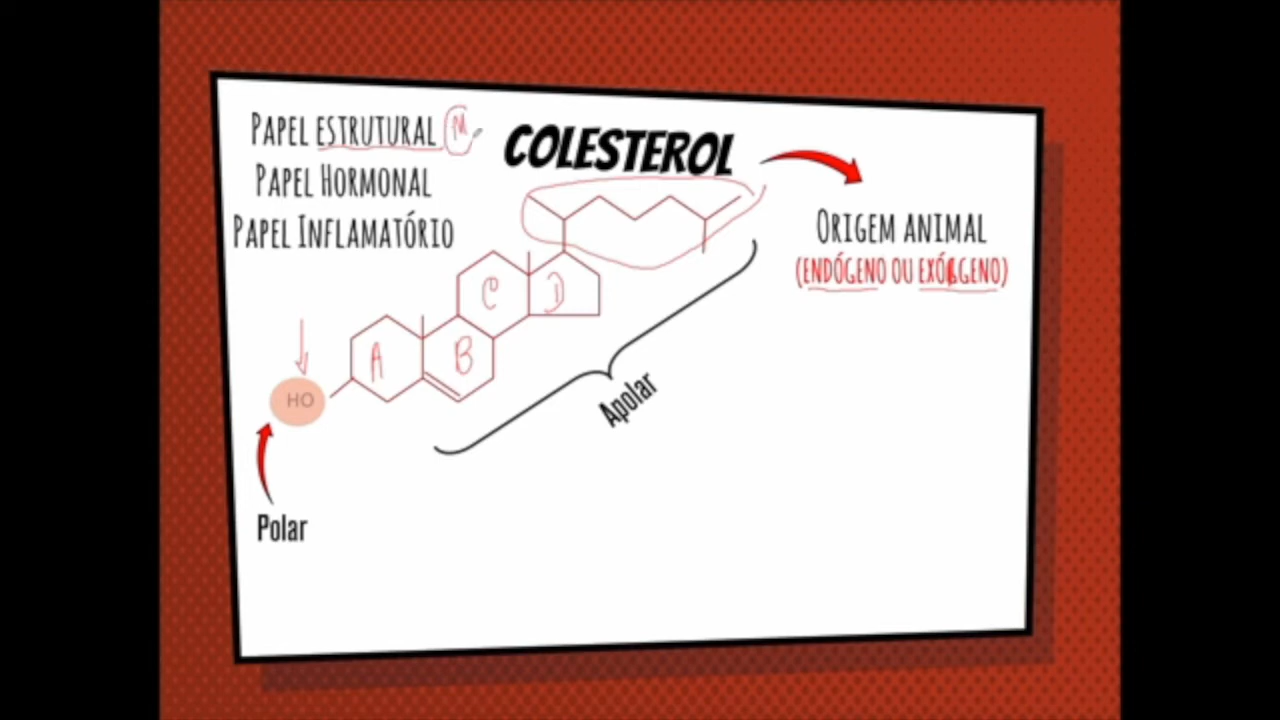 PAPEL ESTRUTURAL M
PAPEL HORMONAL
PAPEL INFLAMATÓRIO
COLESTEROL
ORIGEM ANIMAL
(ENDÓGENO OU EXÓGENO)
C
D
A
B
HO
Apolar
Polar